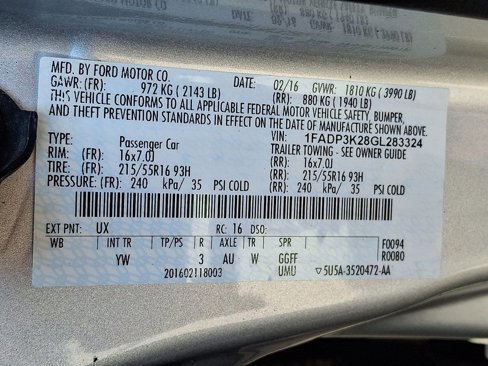 MFD. BY FORD MOTOR CO. DATE: 02/16 GVWR: 1810 KG ( 3990 LB)
GAWR: (FR): 972 KG ( 2143 LB) (RR): 880 KG ( 1940 LB)
THIS VEHICLE CONFORMS TO ALL APPLICABLE FEDERAL MOTOR VEHICLE SAFETY, BUMPER,
AND THEFT PREVENTION STANDARDS IN EFFECT ON THE DATE OF MANUFACTURE SHOWN ABOVE.
VIN: 1FADP3K28GL283324
TYPE: Passenger Car TRAILER TOWING - SEE OWNER GUIDE
RIM: (FR): 16x7.0J (RR): 16x7.0J
TIRE: (FR): 215/55R16 93H (RR): 215/55R16 93H
PRESSURE: (FR): 240 kPa/ 35 PSI COLD (RR): 240 kPa/ 35 PSI COLD
EXT PNT: UX RC: 16 DSO: F0094
WB INT TR TP/PS R AXLE TR SPR R0080
YW 3 AU W GGFF
201602118003 UMU 5U5A-3520472-AA